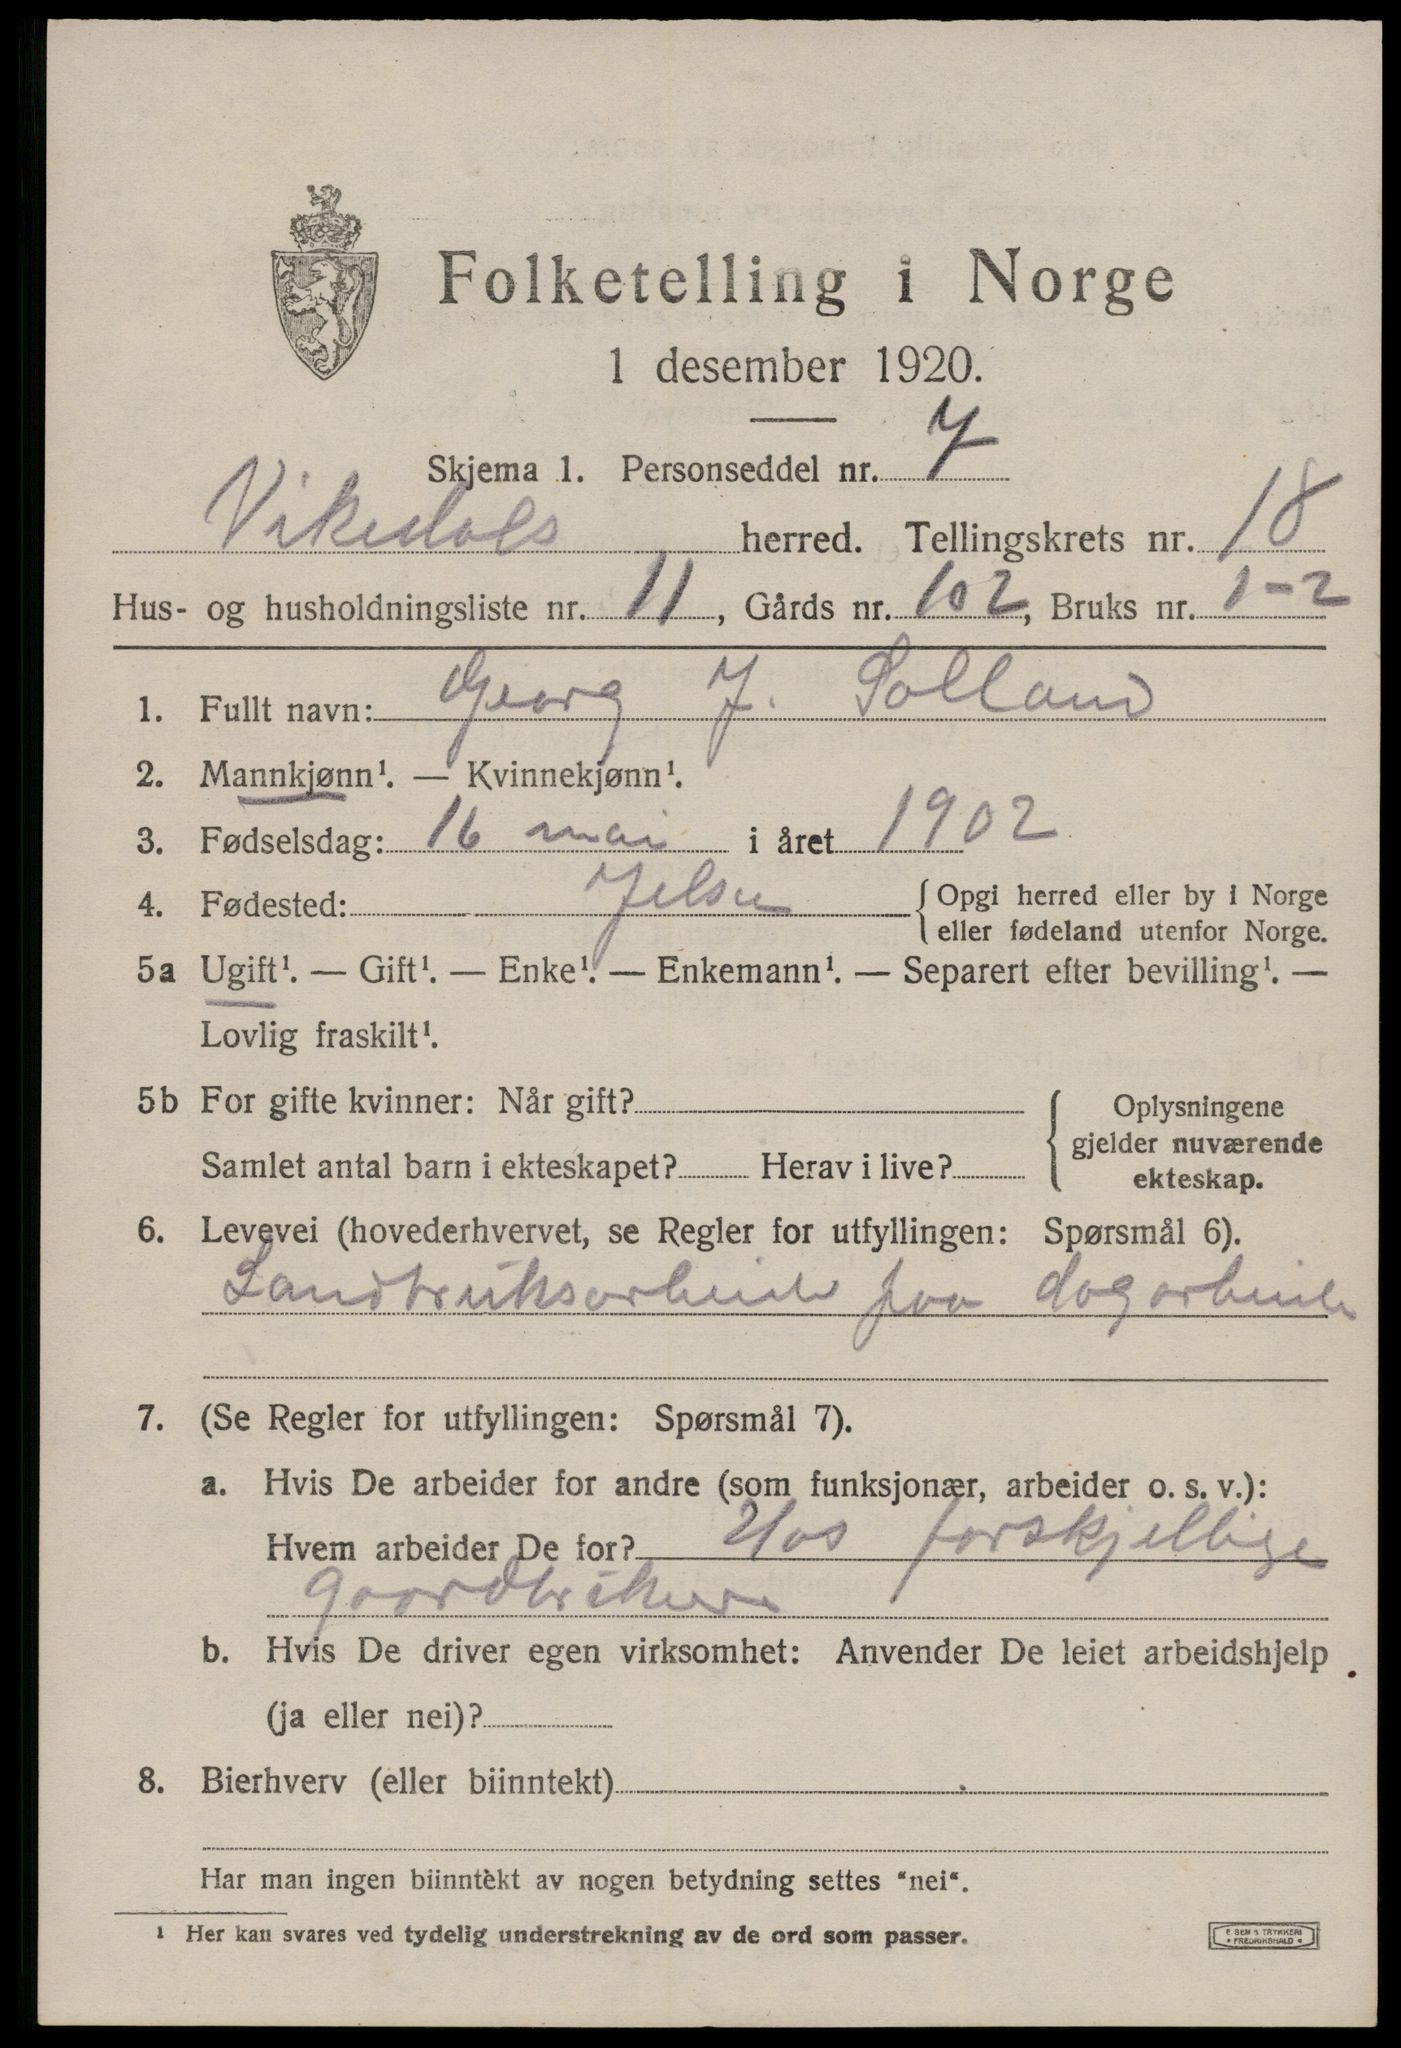 Folketelling i Norge
1 desember 1920.
Skjema 1. Personseddel nr. 7
Vikedals herred. Tellingskrets nr. 18
Hus- og husholdningsliste nr. 11, Gårds nr. 102, Bruks nr. 1-2
1. Fullt navn: Georg J. Solland
2. Mannkjønn¹. — Kvinnekjønn¹.
3. Fødselsdag: 16 mai i året 1902
4. Fødested: Jelse { Opgi herred eller by i Norge
eller fødeland utenfor Norge.
5a Ugift¹. — Gift¹. — Enke¹. — Enkemann¹. — Separert efter bevilling¹. —
Lovlig fraskilt¹.
5b For gifte kvinner: Når gift? { Oplysningene
gjelder nuværende
Samlet antal barn i ekteskapet? Herav i live? ekteskap.
6. Levevei (hovederhvervet, se Regler for utfyllingen: Spørsmål 6).
Landbruksarbeide paa dagarbeide
7. (Se Regler for utfyllingen: Spørsmål 7).
a. Hvis De arbeider for andre (som funksjonær, arbeider o. s. v.):
Hvem arbeider De for? Hos forskjellige
gaardbrukere
b. Hvis De driver egen virksomhet: Anvender De leiet arbeidshjelp
(ja eller nei)?
8. Bierhverv (eller biinntekt)
Har man ingen biinntekt av nogen betydning settes "nei".
¹ Her kan svares ved tydelig understrekning av de ord som passer.
E. SEM'S TRYKKERI
FREDRIKSHALD